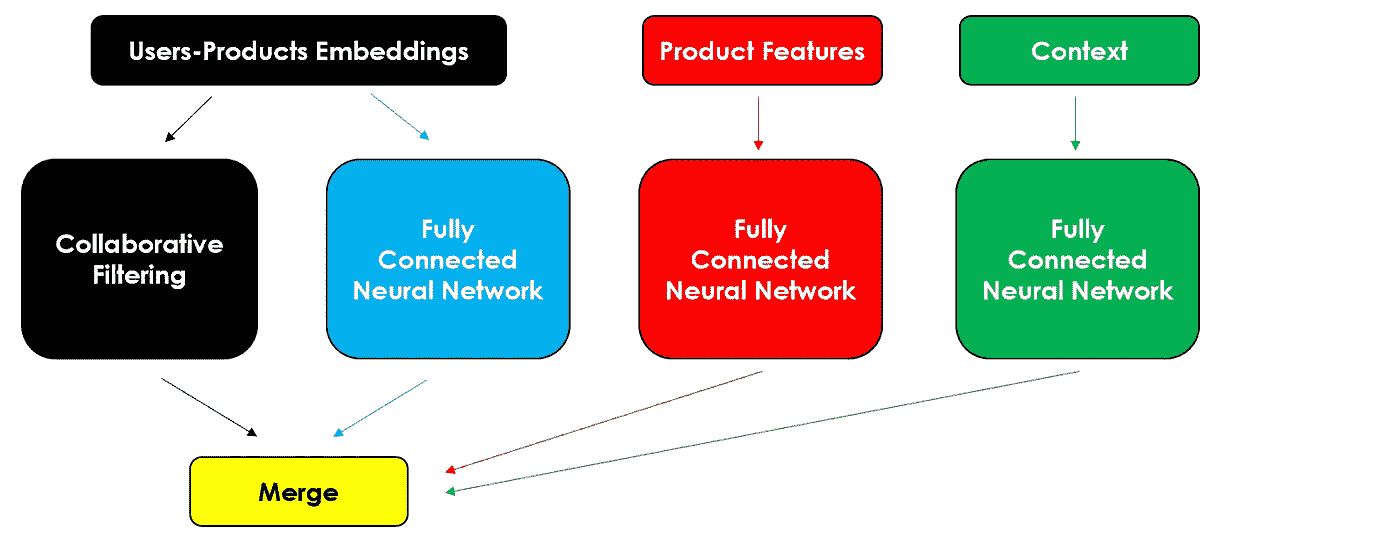 Users-Products Embeddings
Product Features
Context
Collaborative
Filtering
Fully
Connected
Neural Network
Fully
Connected
Neural Network
Fully
Connected
Neural Network
Merge